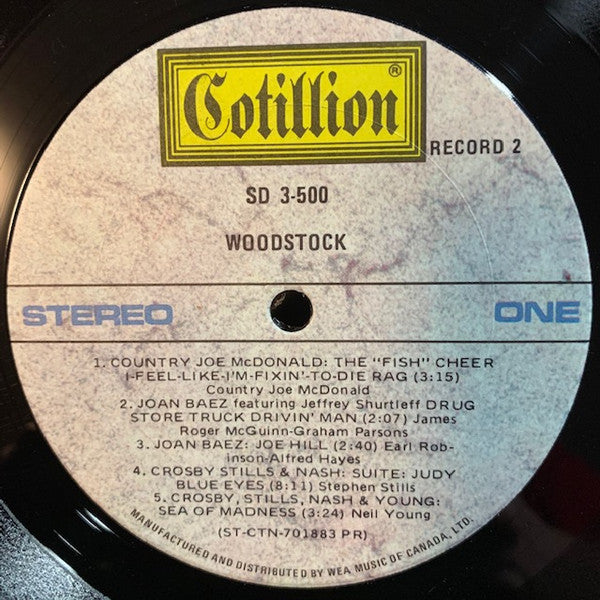 Cotillion®
RECORD 2
SD 3-500
WOODSTOCK
STEREO
ONE
1. COUNTRY JOE McDONALD: THE "FISH" CHEER
I-FEEL-LIKE-I'M-FIXIN'-TO-DIE RAG (3:15)
Country Joe McDonald
2. JOAN BAEZ featuring Jeffrey Shurtleff DRUG
STORE TRUCK DRIVIN' MAN (2:07) James
Roger McGuinn-Graham Parsons
3. JOAN BAEZ: JOE HILL (2:40) Earl Rob-
inson-Alfred Hayes
4. CROSBY STILLS & NASH: SUITE: JUDY
BLUE EYES (8:11) Stephen Stills
5. CROSBY, STILLS, NASH & YOUNG:
SEA OF MADNESS (3:24) Neil Young
(ST-CTN-701883 PR)
MANUFACTURED AND DISTRIBUTED BY WEA MUSIC OF CANADA, LTD.